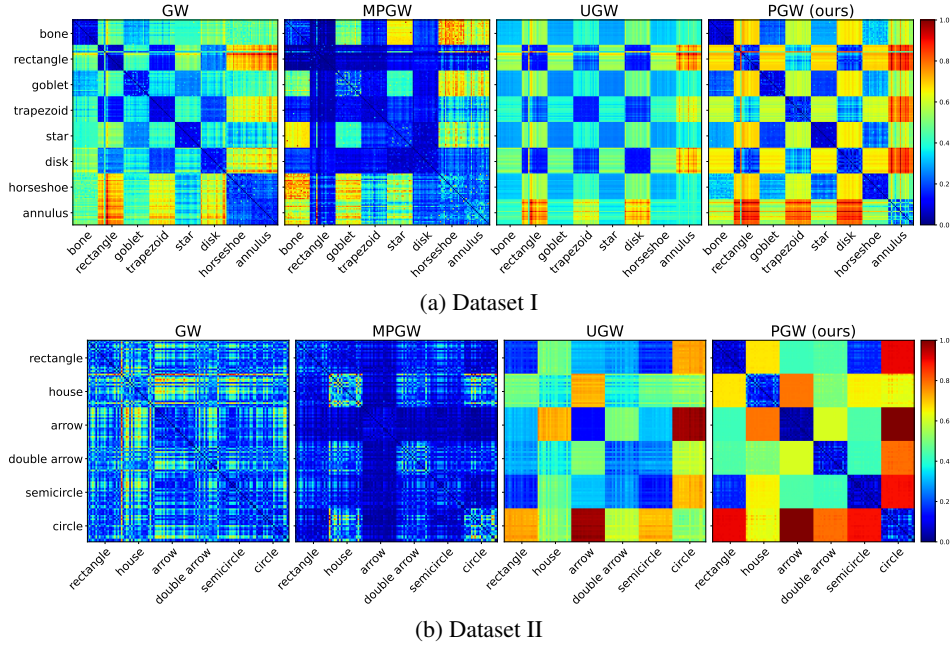 GW MPGW UGW PGW (ours)
bone
rectangle
goblet
trapezoid
star
disk
horseshoe
annulus
1.0
0.8
0.6
0.4
0.2
0.0
bone rectangle goblet trapezoid star disk horseshoe annulus
bone rectangle goblet trapezoid star disk horseshoe annulus
bone rectangle goblet trapezoid star disk horseshoe annulus
bone rectangle goblet trapezoid star disk horseshoe annulus
(a) Dataset I
GW MPGW UGW PGW (ours)
rectangle
house
arrow
double arrow
semicircle
circle
1.0
0.8
0.6
0.4
0.2
0.0
rectangle house arrow double arrow semicircle circle
rectangle house arrow double arrow semicircle circle
rectangle house arrow double arrow semicircle circle
rectangle house arrow double arrow semicircle circle
(b) Dataset II